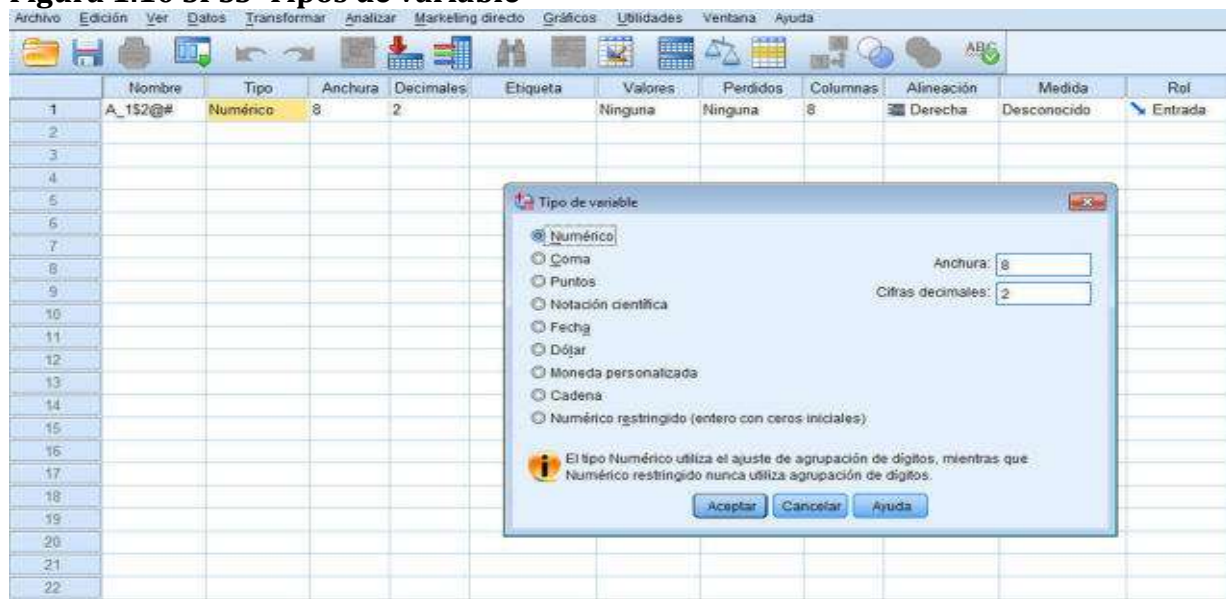 Figura 1.10 SPSS Tipos de variable
Archivo Edición Ver Datos Transformar Analizar Marketing directo Gráficos Utilidades Ventana Ayuda
Nombre Tipo Anchura Decimales Etiqueta Valores Perdidos Columnas Alineación Medida Rol
1 A_1$2@# Numérico 8 2 Ninguna Ninguna 8 Derecha Desconocido Entrada
2
3
4
5
6
7
8
9
10
11
12
13
14
15
16
17
18
19
20
21
22
Tipo de variable
Numérico
Coma
Puntos
Notación científica
Fecha
Dólar
Moneda personalizada
Cadena
Numérico restringido (entero con ceros iniciales)
Anchura: 8
Cifras decimales: 2
El tipo Numérico utiliza el ajuste de agrupación de dígitos, mientras que
Numérico restringido nunca utiliza agrupación de dígitos.
Aceptar Cancelar Ayuda